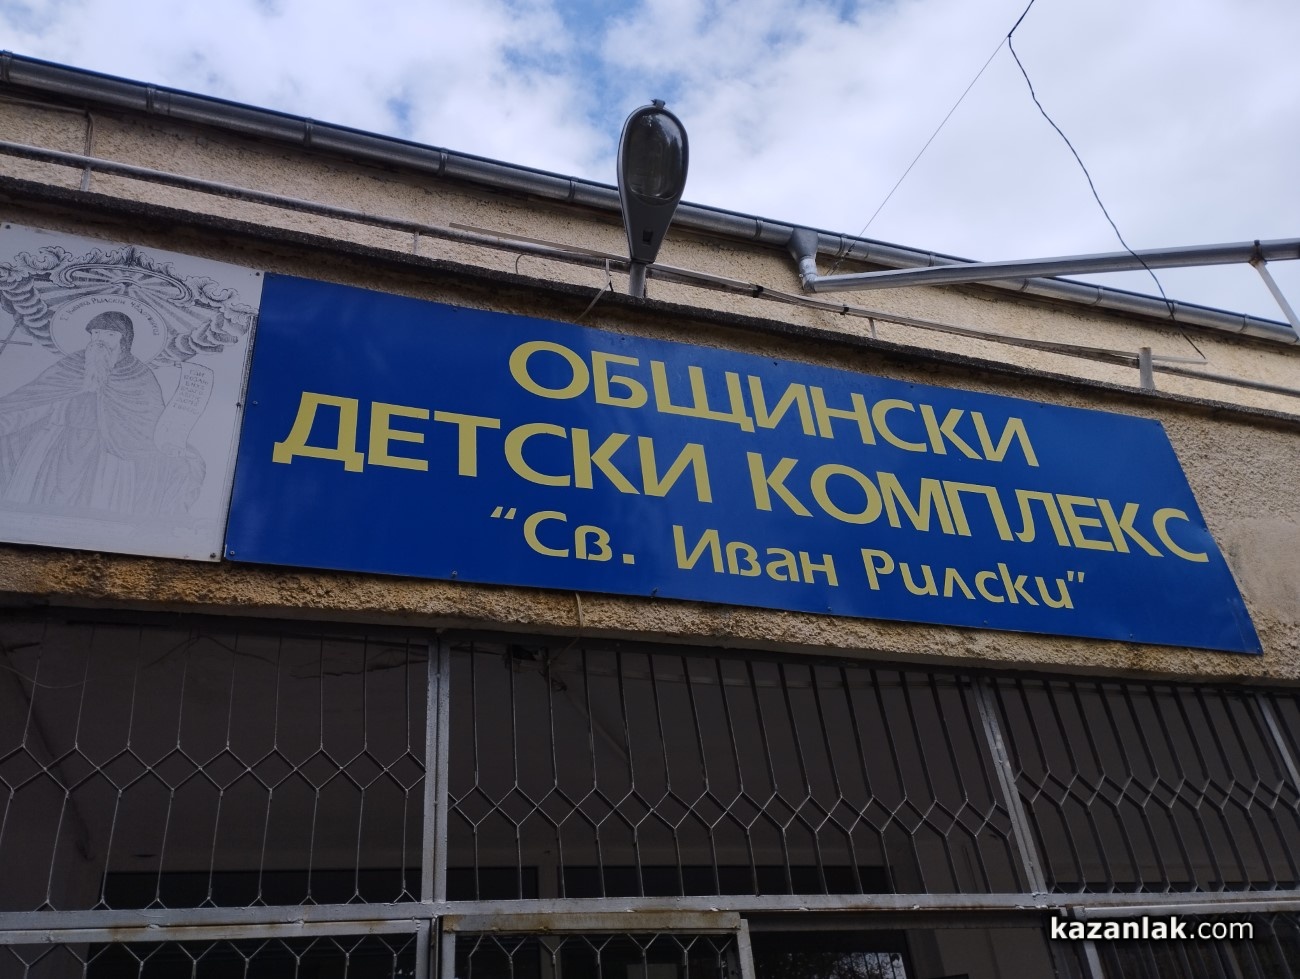 ОБЩИНСКИ
ДЕТСКИ КОМПЛЕКС
“Св. Иван Рилски”
kazanlak.com